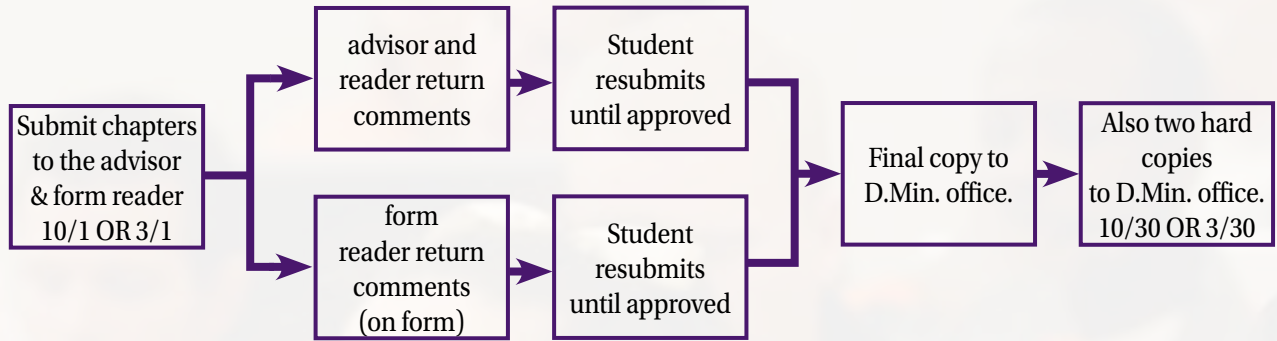 Submit chapters
to the advisor
& form reader
10/1 OR 3/1
advisor and
reader return
comments
Student
resubmits
until approved
form
reader return
comments
(on form)
Student
resubmits
until approved
Final copy to
D.Min. office.
Also two hard
copies
to D.Min. office.
10/30 OR 3/30